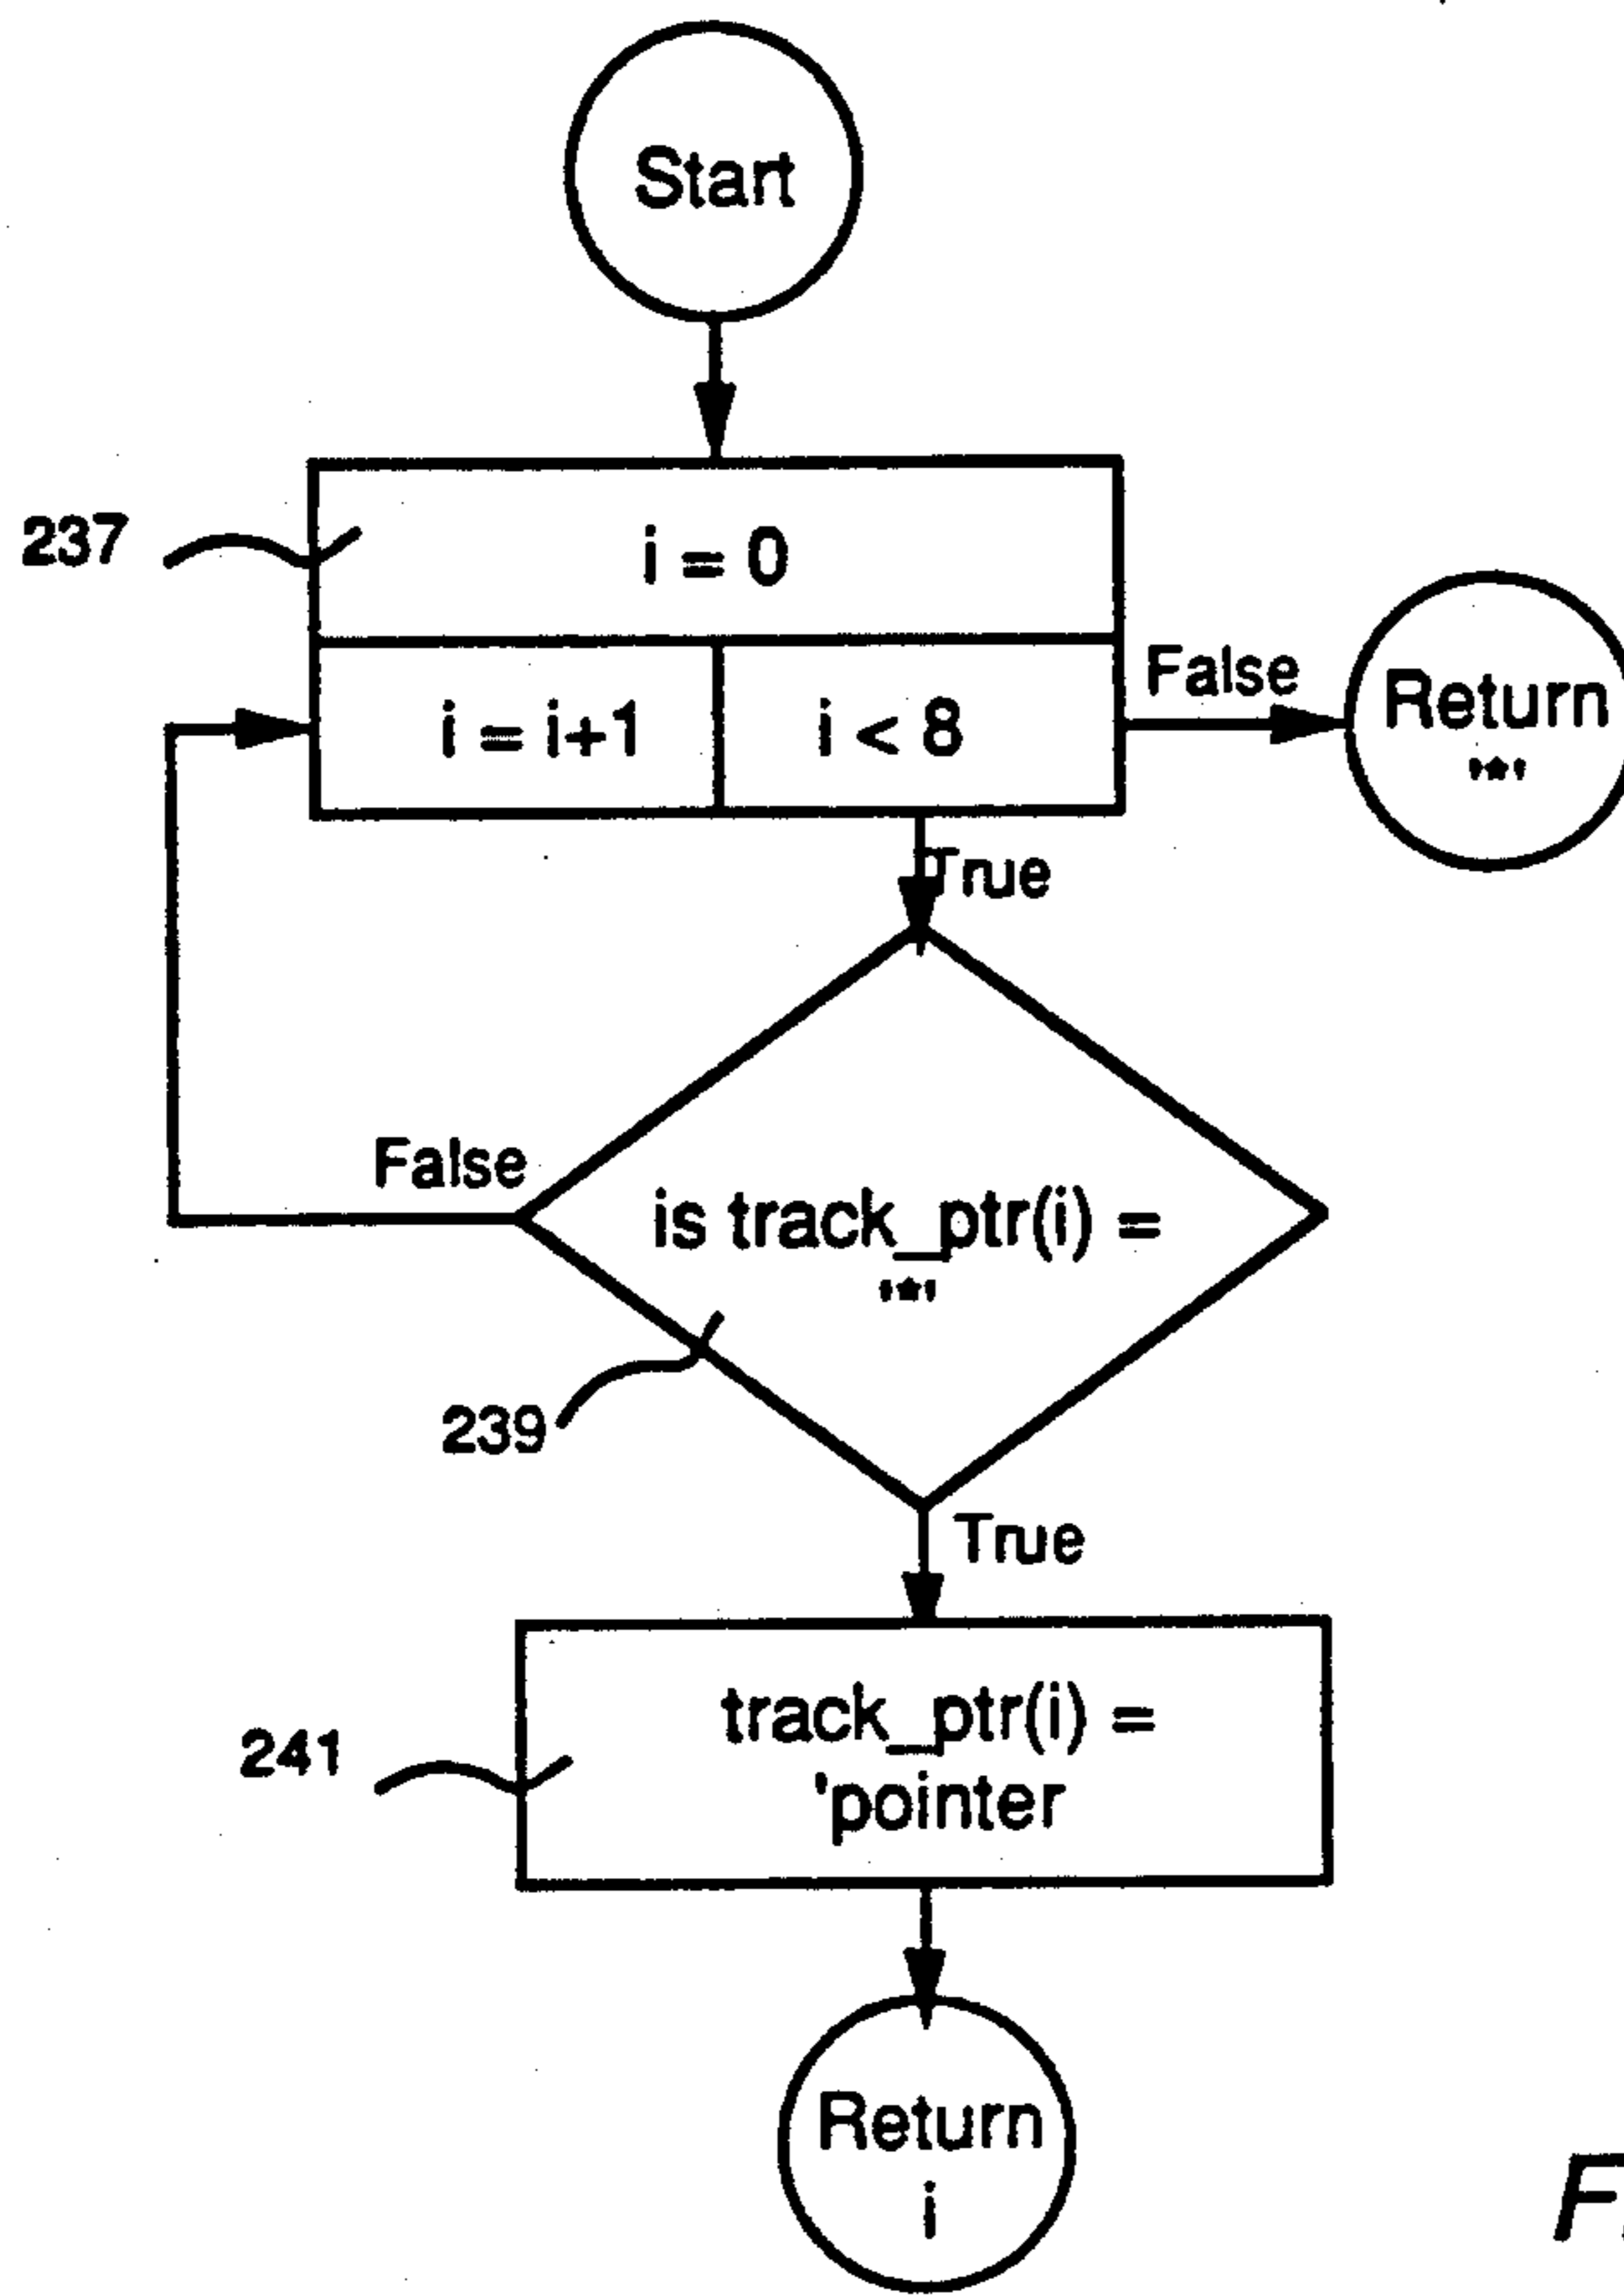 Start
237
i = 0
i = i+1
i < 8
False
Return
'*'
True
False
is track_ptr(i) =
'*'
239
True
track_ptr(i) =
'pointer
241
Return
i